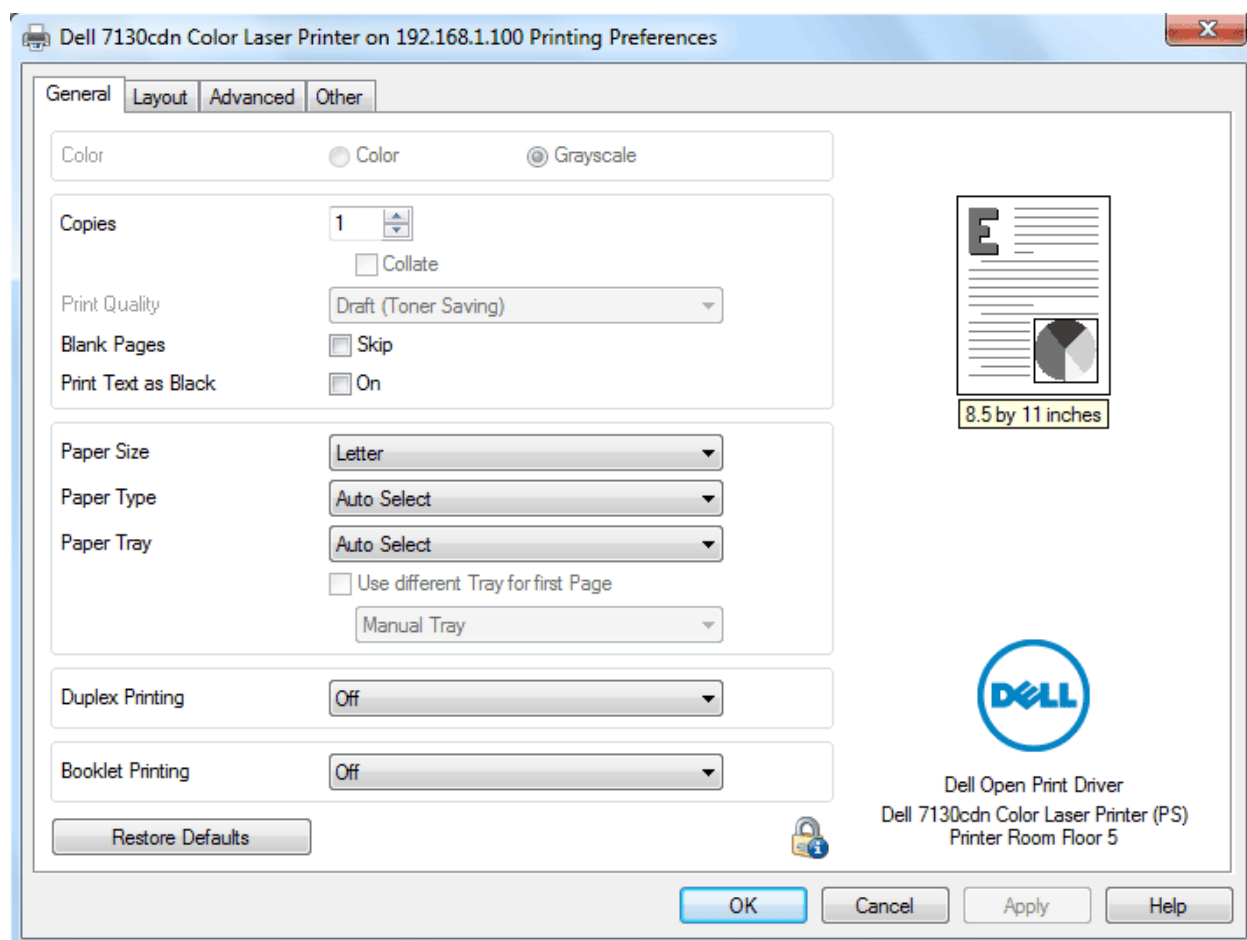 Dell 7130cdn Color Laser Printer on 192.168.1.100 Printing Preferences
General Layout Advanced Other
Color Color Grayscale
Copies 1
Collate
Print Quality Draft (Toner Saving)
Blank Pages Skip
Print Text as Black On
E
8.5 by 11 inches
Paper Size Letter
Paper Type Auto Select
Paper Tray Auto Select
Use different Tray for first Page
Manual Tray
Duplex Printing Off
Booklet Printing Off
Restore Defaults
DELL
Dell Open Print Driver
Dell 7130cdn Color Laser Printer (PS)
Printer Room Floor 5
OK Cancel Apply Help